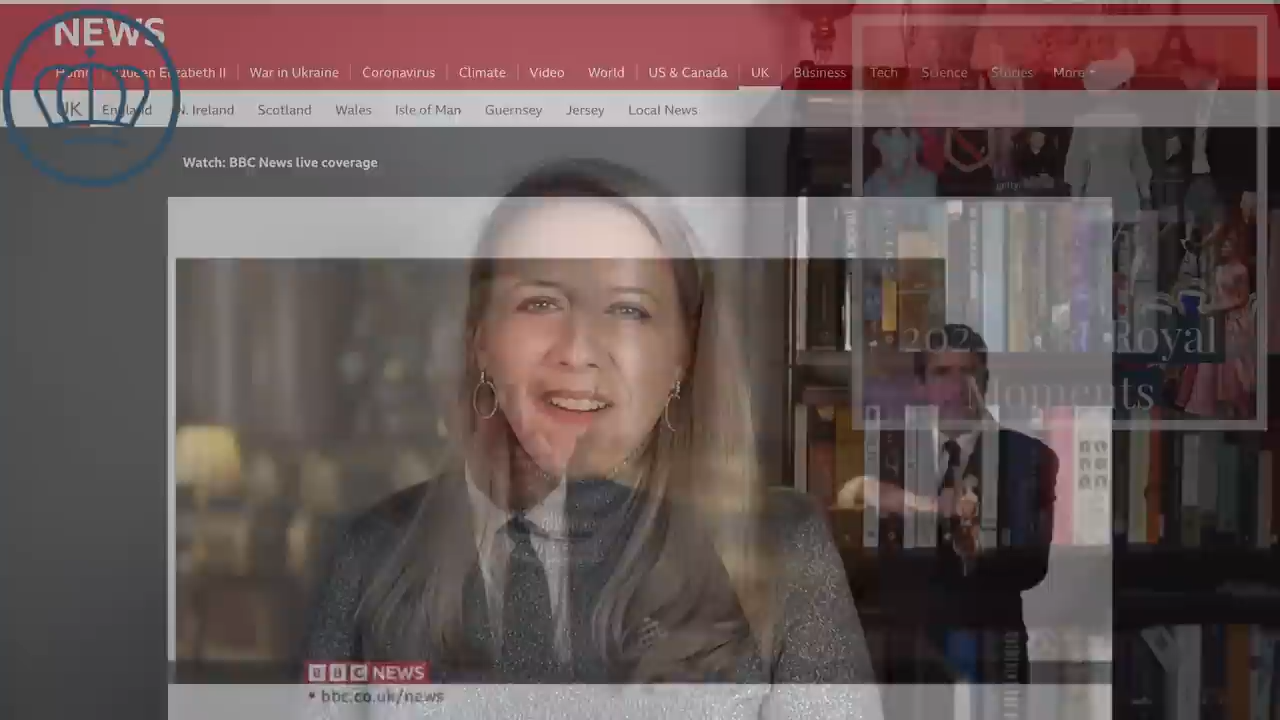 NEWS
Home Queen Elizabeth II War in Ukraine Coronavirus Climate Video World US & Canada UK Business Tech Science Stories More
UK England N. Ireland Scotland Wales Isle of Man Guernsey Jersey Local News
Watch: BBC News live coverage
Royal
Moments
BBC NEWS
bbc.co.uk/news